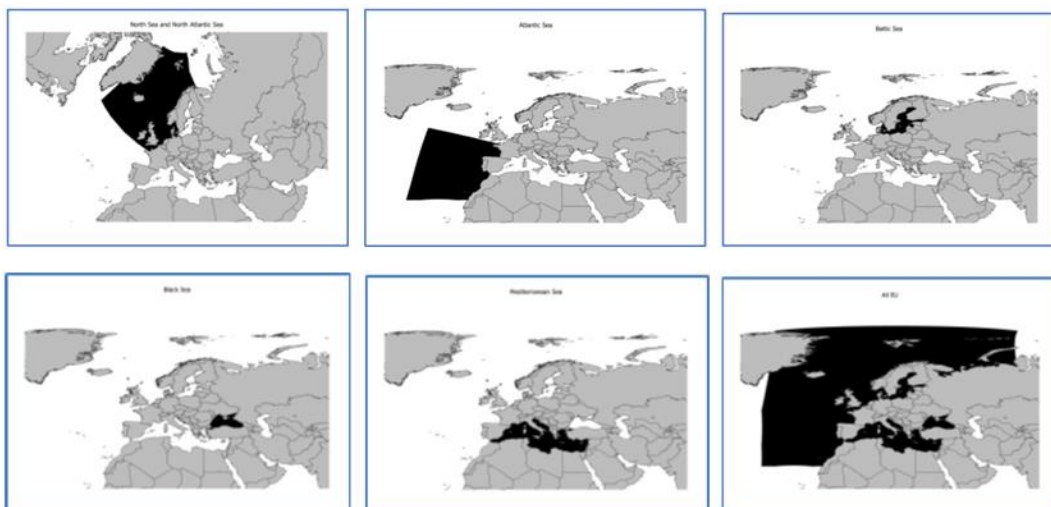 North Sea and North Atlantic Sea
Atlantic Sea
Baltic Sea
Black Sea
Mediterranean Sea
All EU